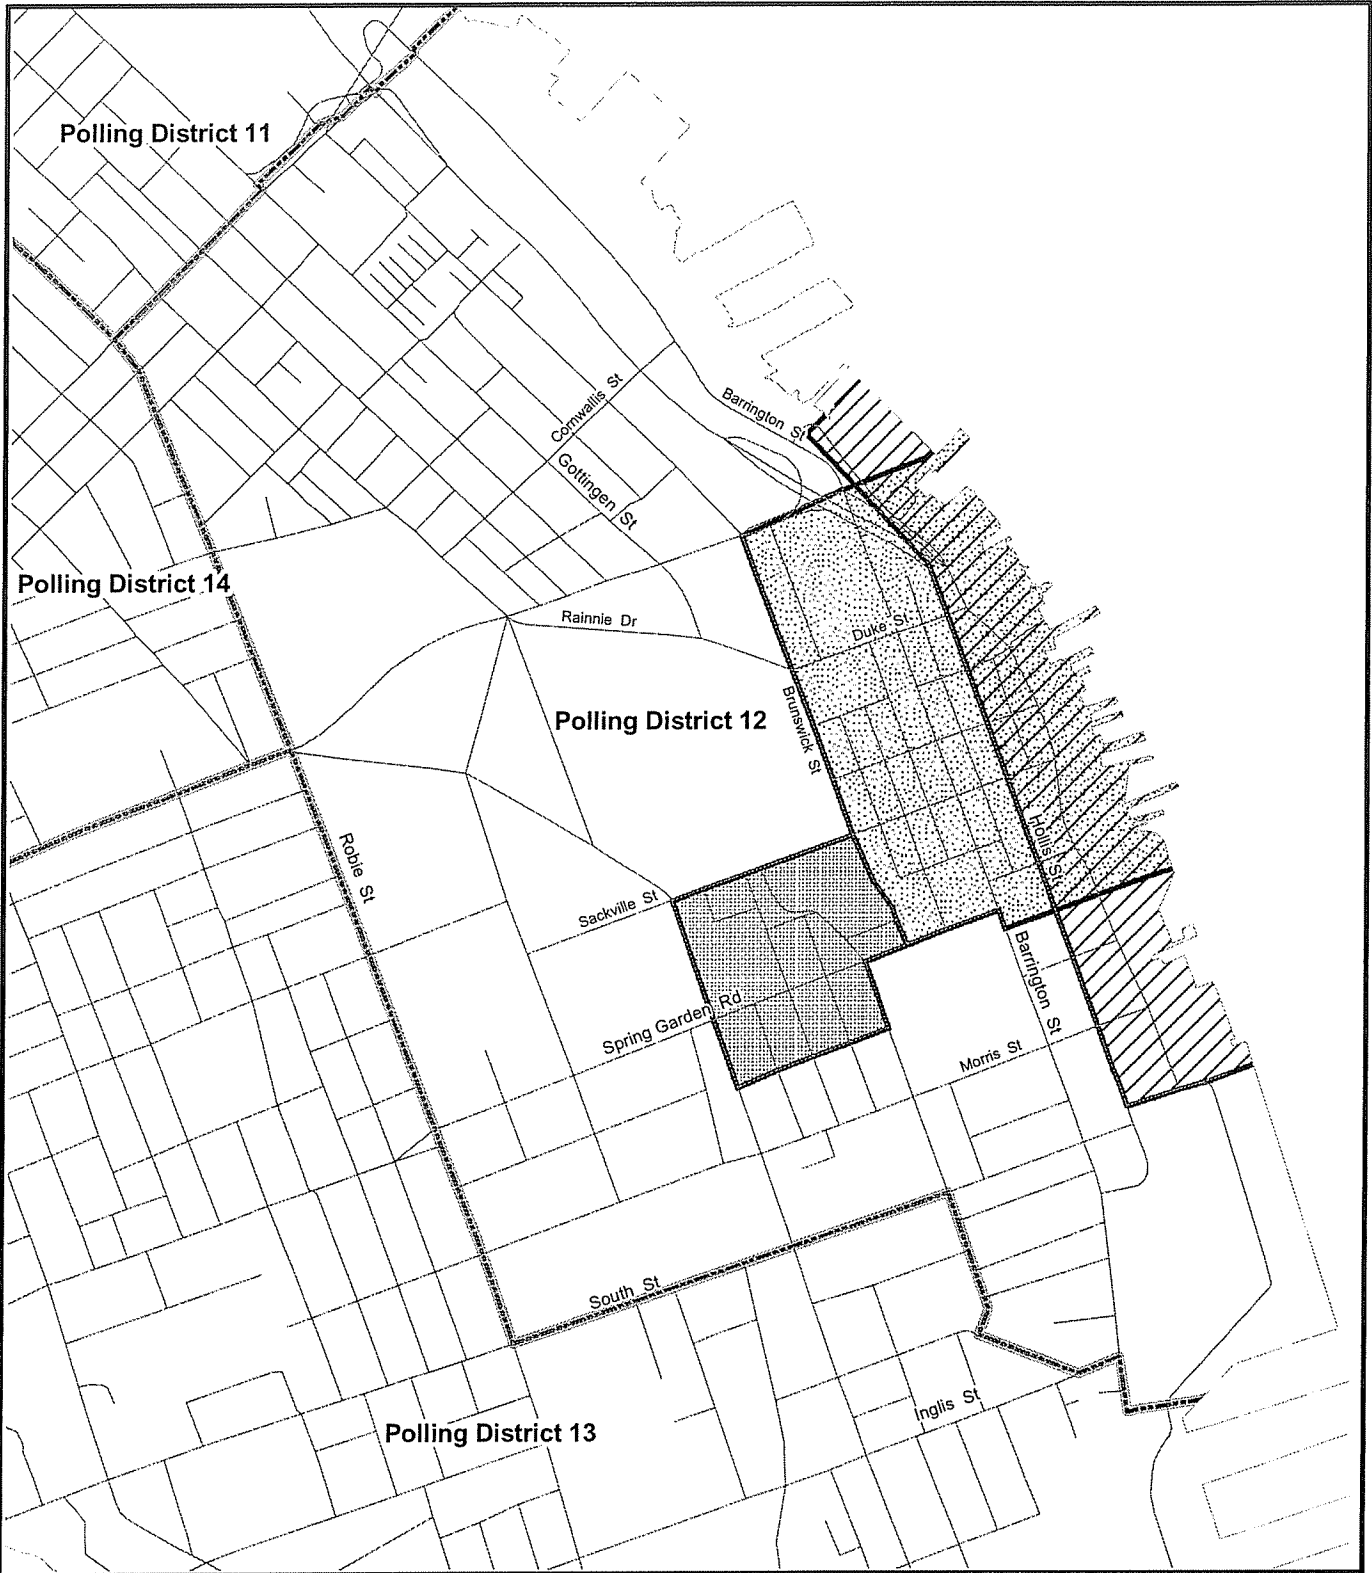 Polling District 11
Cornwallis St
Barrington St
Gottingen St
Polling District 14
Rainnie Dr
Duke St
Polling District 12
Brunswick St
Robie St
Hollis St
Sackville St
Spring Garden Rd
Barrington St
Morris St
South St
Inglis St
Polling District 13